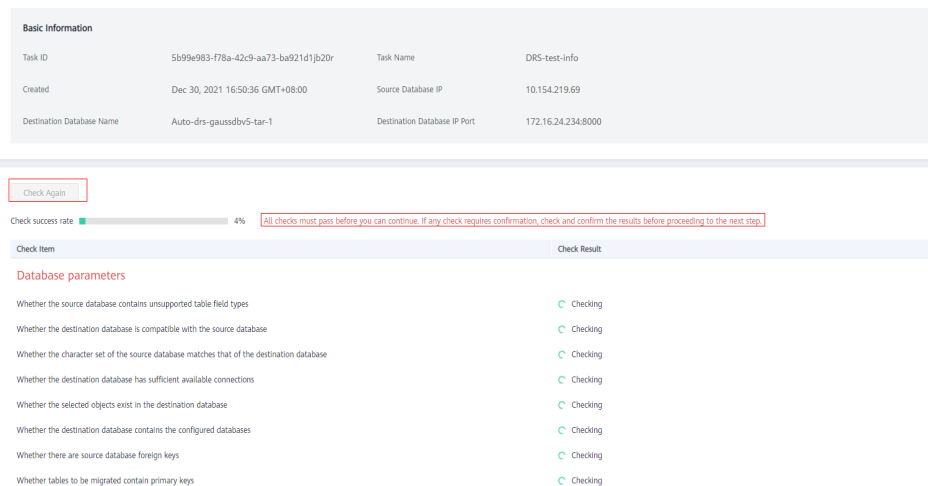 Basic Information
Task ID 5b99e983-f78a-42c9-aa73-ba921d1jb20r Task Name DRS-test-info
Created Dec 30, 2021 16:50:36 GMT+08:00 Source Database IP 10.154.219.69
Destination Database Name Auto-drs-gaussdbv5-tar-1 Destination Database IP Port 172.16.24.234:8000
Check Again
Check success rate 4% All checks must pass before you can continue. If any check requires confirmation, check and confirm the results before proceeding to the next step.
Check Item Check Result
Database parameters
Whether the source database contains unsupported table field types Checking
Whether the destination database is compatible with the source database Checking
Whether the character set of the source database matches that of the destination database Checking
Whether the destination database has sufficient available connections Checking
Whether the selected objects exist in the destination database Checking
Whether the destination database contains the configured databases Checking
Whether there are source database foreign keys Checking
Whether tables to be migrated contain primary keys Checking